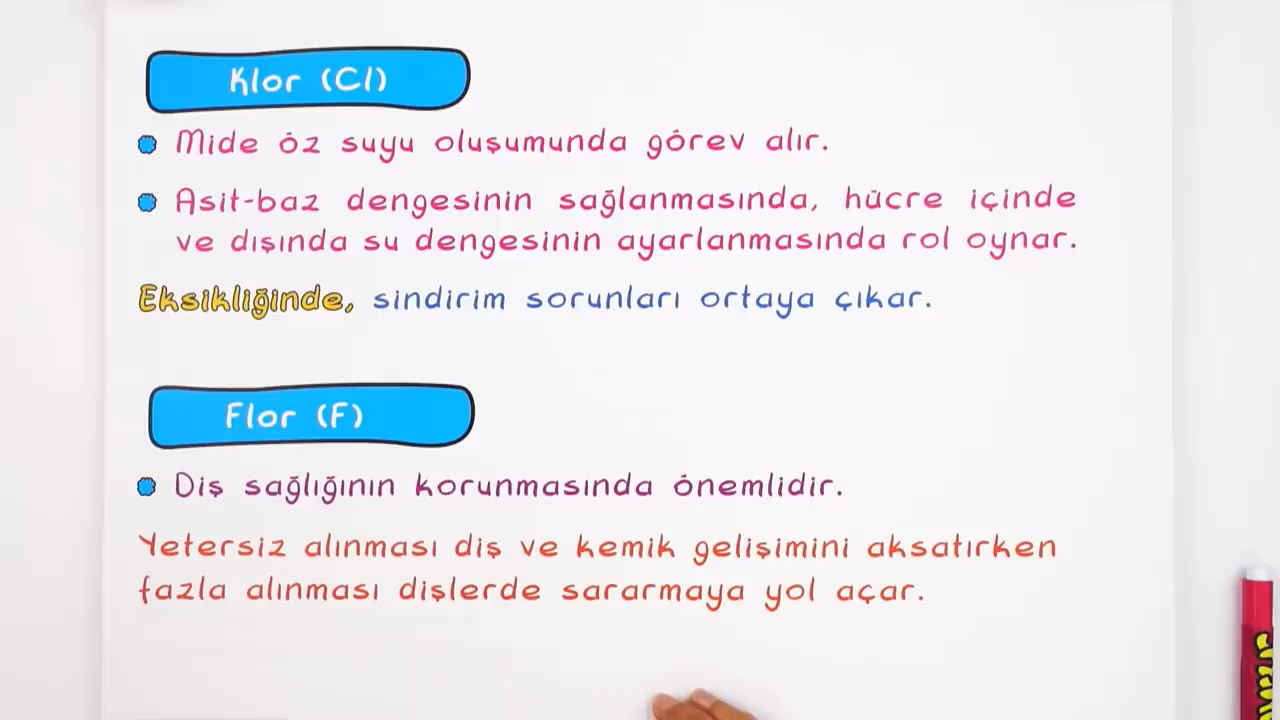 Klor (Cl)
Mide öz suyu oluşumunda görev alır.
Asit-baz dengesinin sağlanmasında, hücre içinde
ve dışında su dengesinin ayarlanmasında rol oynar.
Eksikliğinde, sindirim sorunları ortaya çıkar.
Flor (F)
Diş sağlığının korunmasında önemlidir.
Yetersiz alınması diş ve kemik gelişimini aksatırken
fazla alınması dişlerde sararmaya yol açar.